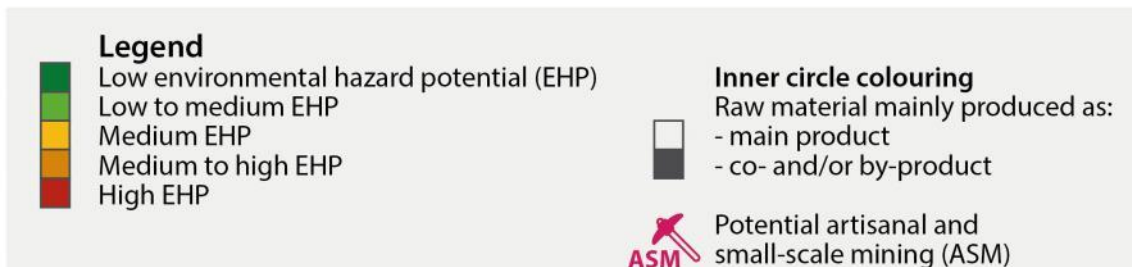 Legend
Low environmental hazard potential (EHP)
Low to medium EHP
Medium EHP
Medium to high EHP
High EHP
Inner circle colouring
Raw material mainly produced as:
- main product
- co- and/or by-product
ASM
Potential artisanal and
small-scale mining (ASM)